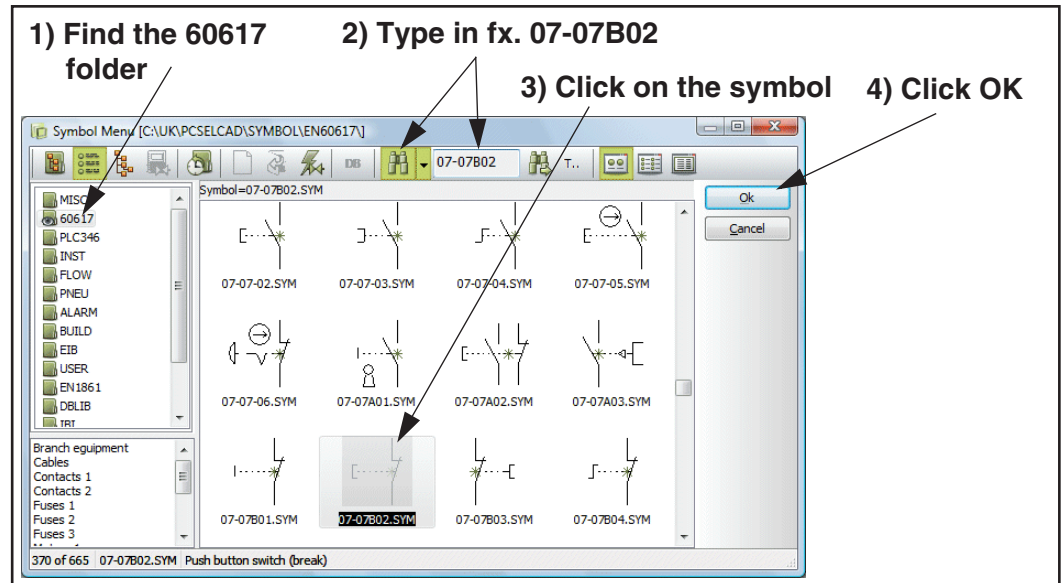 1) Find the 60617
folder
2) Type in fx. 07-07B02
3) Click on the symbol
4) Click OK
Symbol Menu [C:\UK\PCSELCAD\SYMBOL\EN60617\]
DB
07-07B02
T..
MISC
60617
PLC346
INST
FLOW
PNEU
ALARM
BUILD
EIB
USER
EN1861
DBLIB
Branch equipment
Cables
Contacts 1
Contacts 2
Fuses 1
Fuses 2
Fuses 3
Symbol=07-07B02.SYM
07-07-02.SYM 07-07-03.SYM 07-07-04.SYM 07-07-05.SYM
07-07-06.SYM 07-07A01.SYM 07-07A02.SYM 07-07A03.SYM
07-07B01.SYM 07-07B02.SYM 07-07B03.SYM 07-07B04.SYM
Ok
Cancel
370 of 665 07-07B02.SYM Push button switch (break)